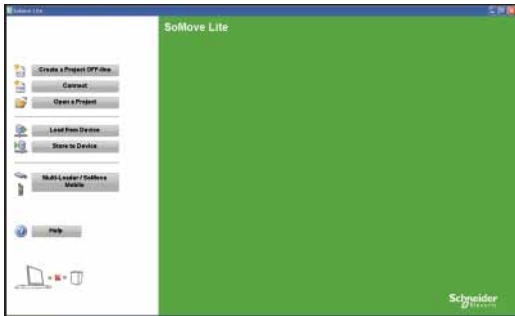 SoMove Lite
SoMove Lite
Create a Project OFF-line
Connect
Open a Project
Load from Device
Store to Device
Multi-Loader / SoMove
Mobile
Help
Schneider
Electric